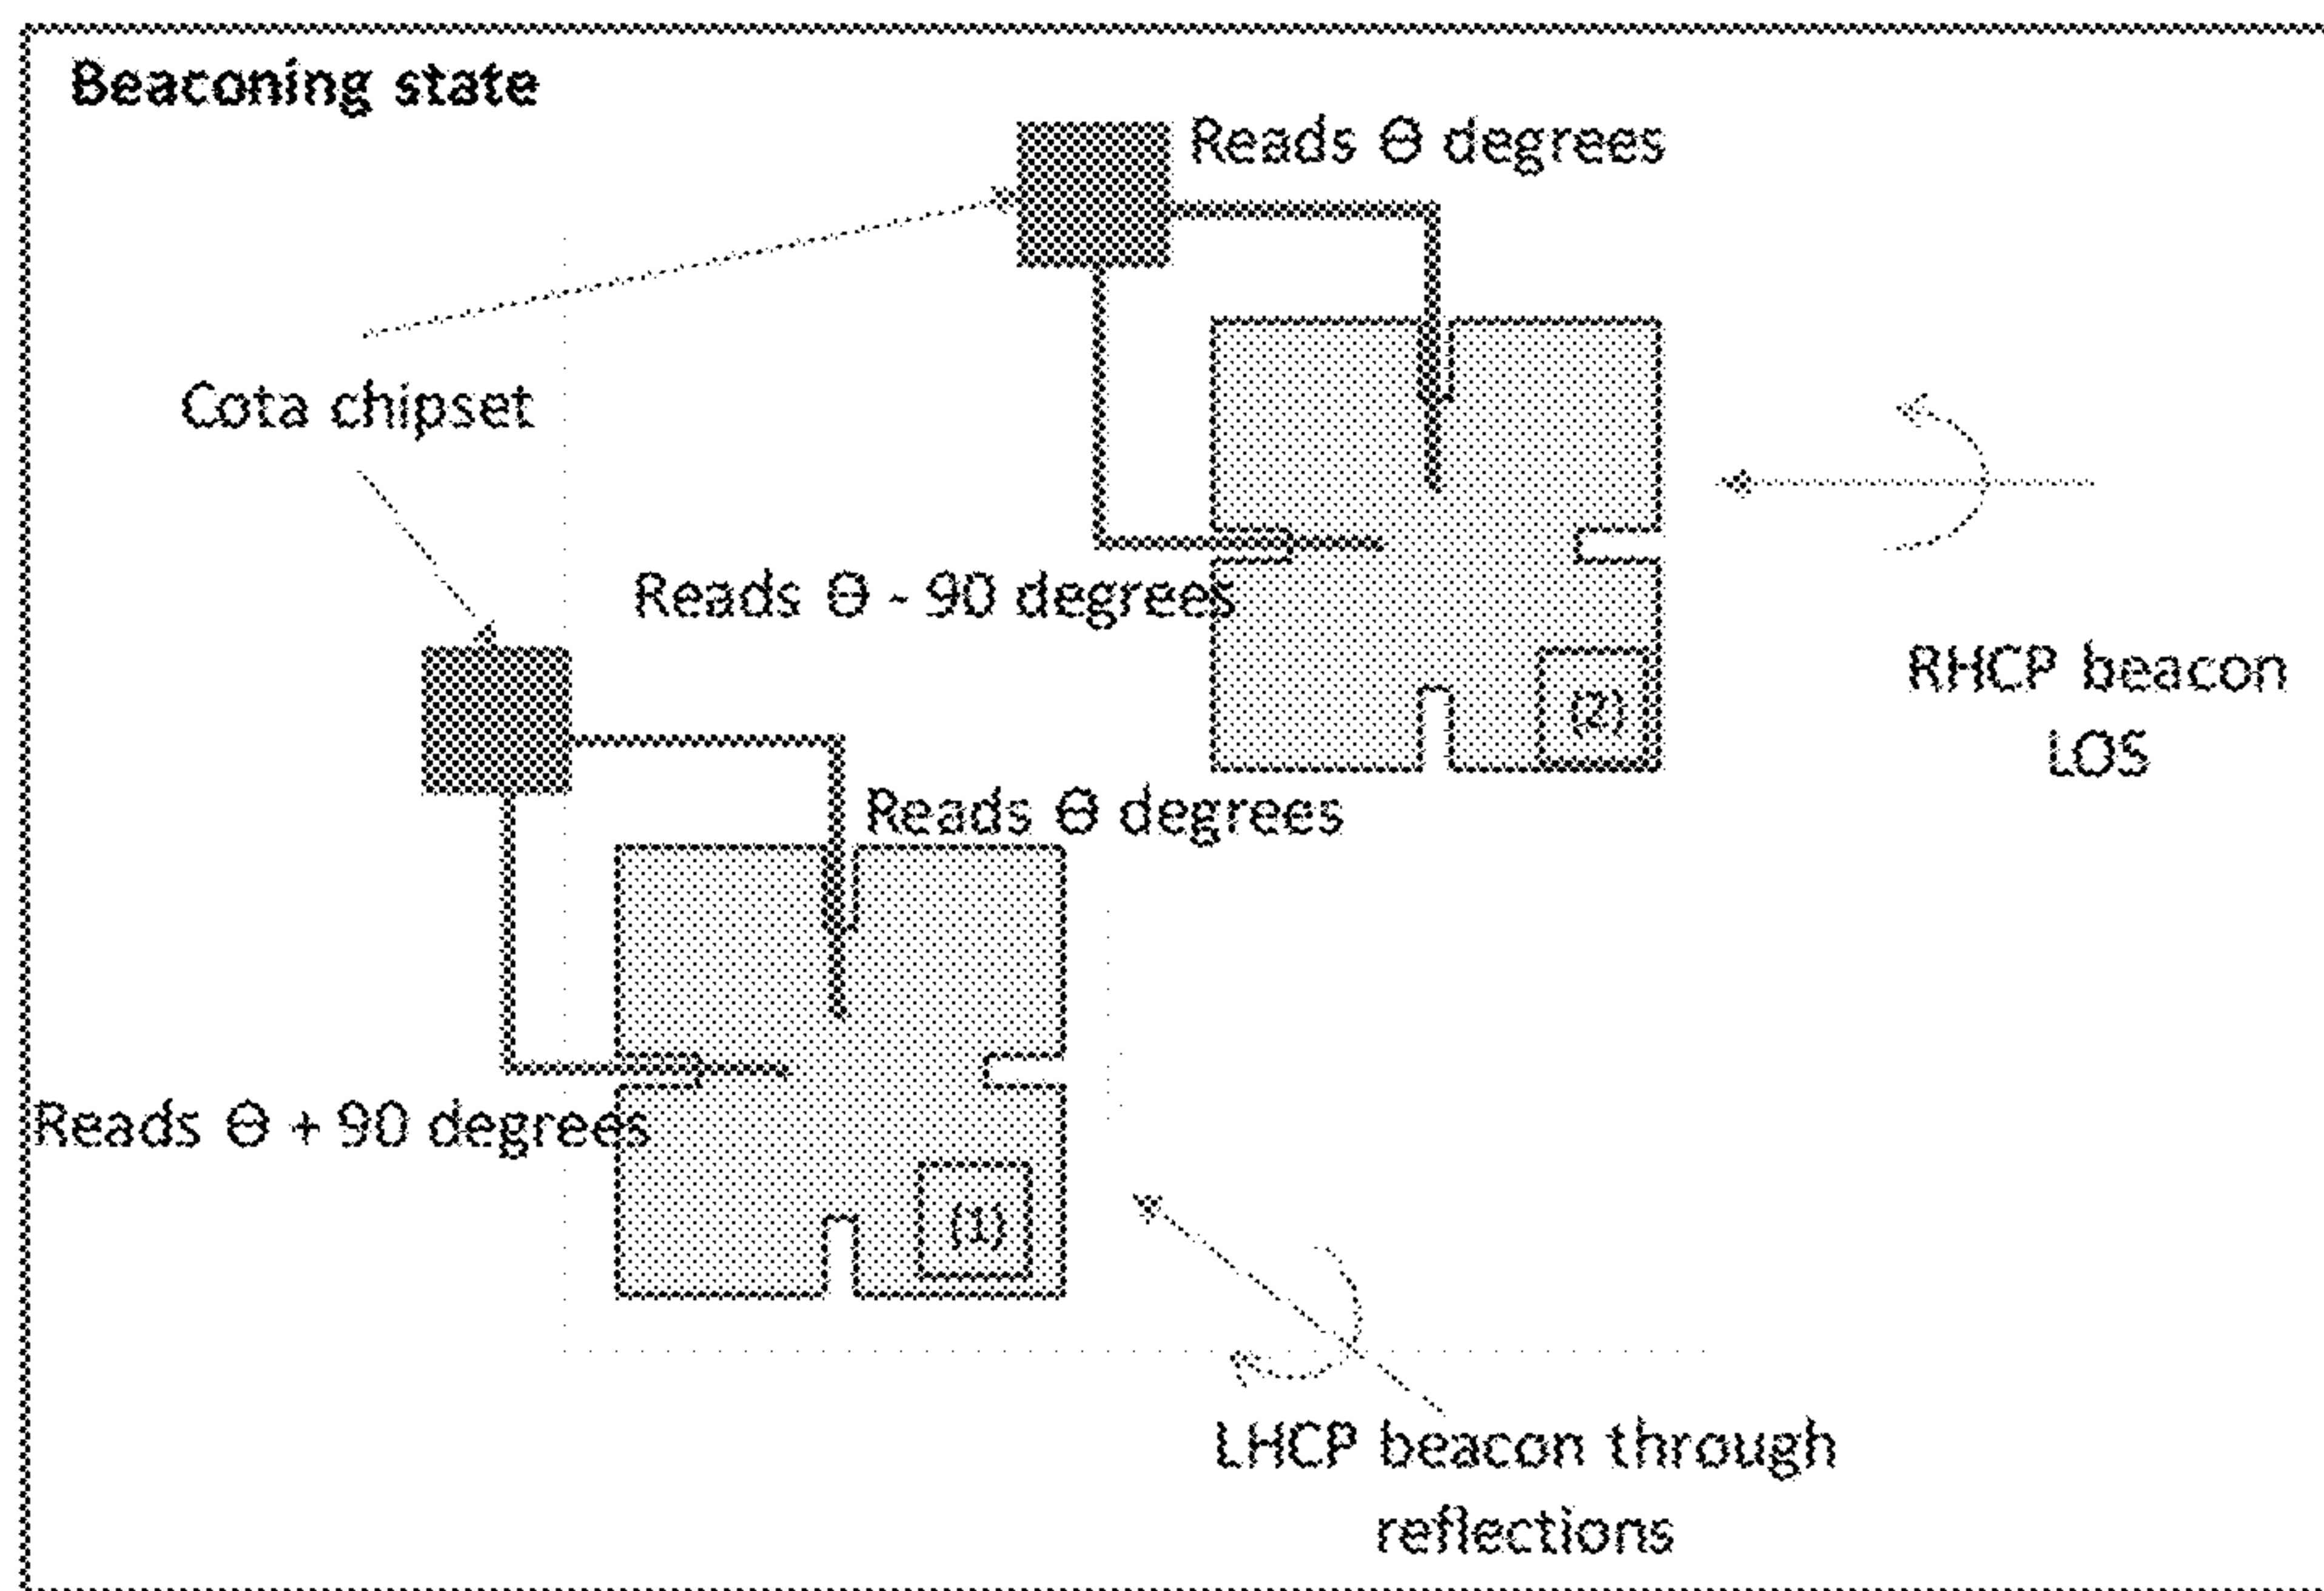 Beaconing state
Reads Θ degrees
Cota chipset
Reads Θ - 90 degrees
(2)
RHCP beacon
LOS
Reads Θ degrees
Reads Θ + 90 degrees
(1)
LHCP beacon through
reflections